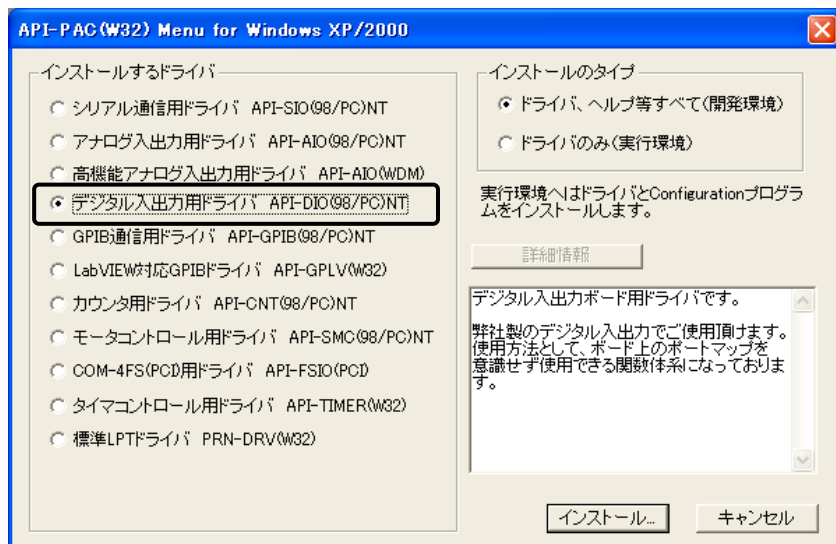 API-PAC(W32) Menu for Windows XP/2000
インストールするドライバ
シリアル通信用ドライバ API-SIO(98/PC)NT
アナログ入出力用ドライバ API-AIO(98/PC)NT
高機能アナログ入出力用ドライバ API-AIO(WDM)
デジタル入出力用ドライバ API-DIO(98/PC)NT
GPIB通信用ドライバ API-GPIB(98/PC)NT
LabVIEW対応GPIBドライバ API-GPLV(W32)
カウンタ用ドライバ API-CNT(98/PC)NT
モータコントロール用ドライバ API-SMC(98/PC)NT
COM-4FS(PCI)用ドライバ API-FSIO(PCI)
タイマコントロール用ドライバ API-TIMER(W32)
標準LPTドライバ PRN-DRV(W32)
インストールのタイプ
ドライバ、ヘルプ等すべて(開発環境)
ドライバのみ(実行環境)
実行環境へはドライバとConfigurationプログラ
ムをインストールします。
詳細情報
デジタル入出力ボード用ドライバです。
弊社製のデジタル入出力でご使用頂けます。
使用方法として、ボード上のポートマップを
意識せず使用できる関数体系になっておりま
す。
インストール...
キャンセル